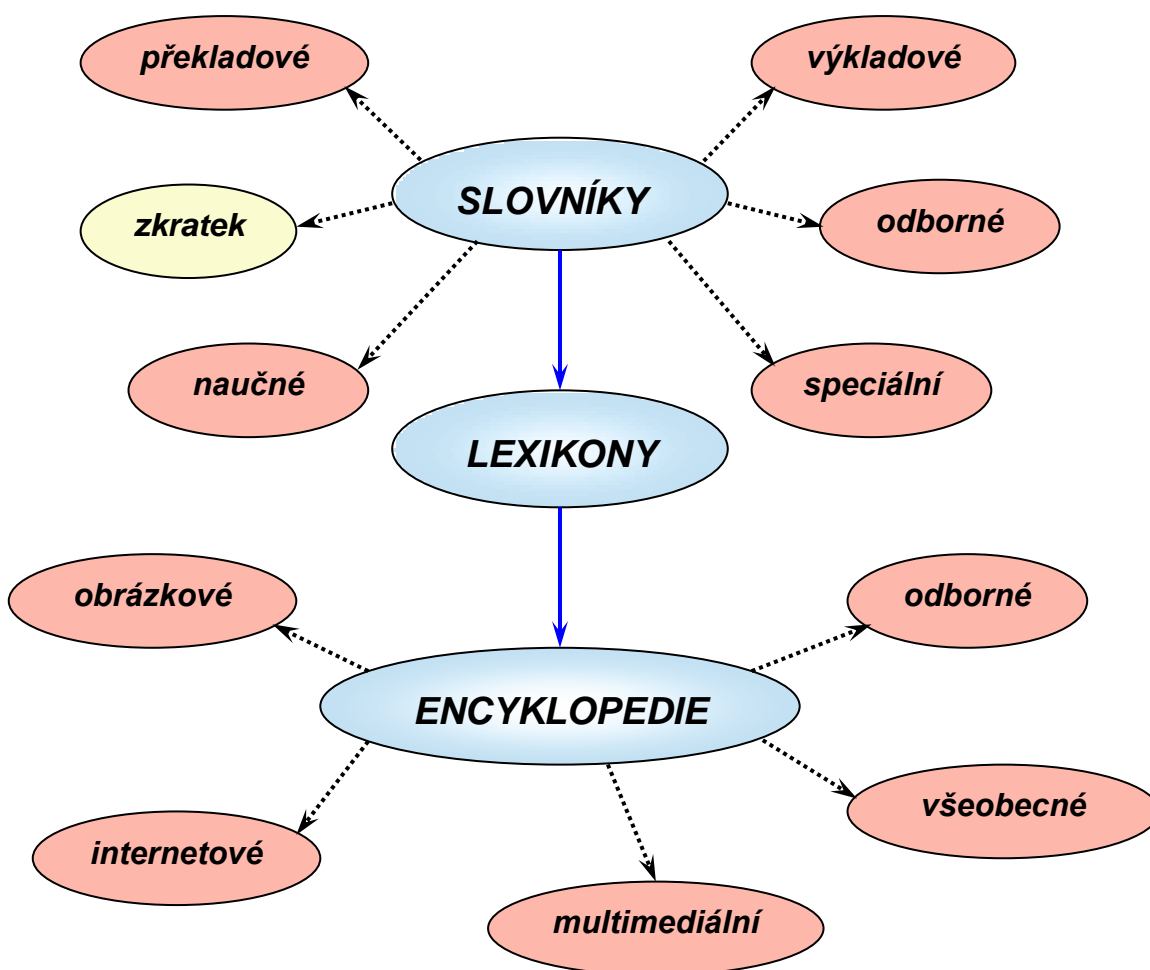 překladové
výkladové
SLOVNÍKY
zkratek
odborné
naučné
speciální
LEXIKONY
obrázkové
odborné
ENCYKLOPEDIE
všeobecné
internetové
multimediální